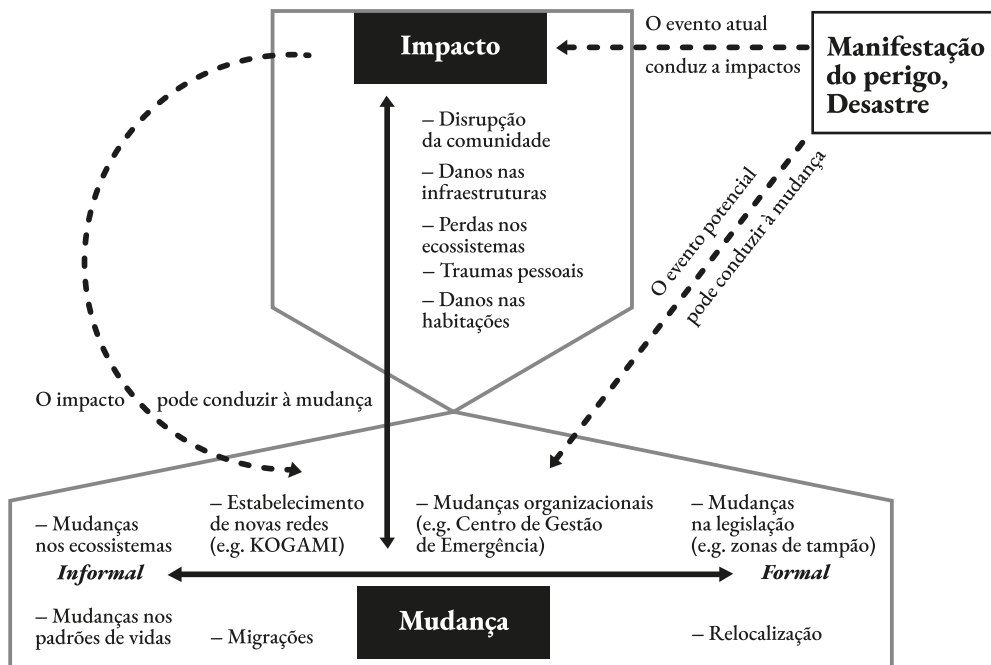 Impacto
O evento atual
conduz a impactos
Manifestação
do perigo,
Desastre
– Disrupção
da comunidade
– Danos nas
infraestruturas
– Perdas nos
ecossistemas
– Traumas pessoais
– Danos nas
habitações
O evento potencial
pode conduzir à mudança
O impacto pode conduzir à mudança
– Mudanças
nos ecossistemas
– Estabelecimento
de novas redes
(e.g. KOGAMI)
– Mudanças organizacionais
(e.g. Centro de Gestão
de Emergência)
– Mudanças
na legislação
(e.g. zonas de tampão)
Informal
Formal
– Mudanças nos
padrões de vidas
– Migrações
Mudança
– Relocalização